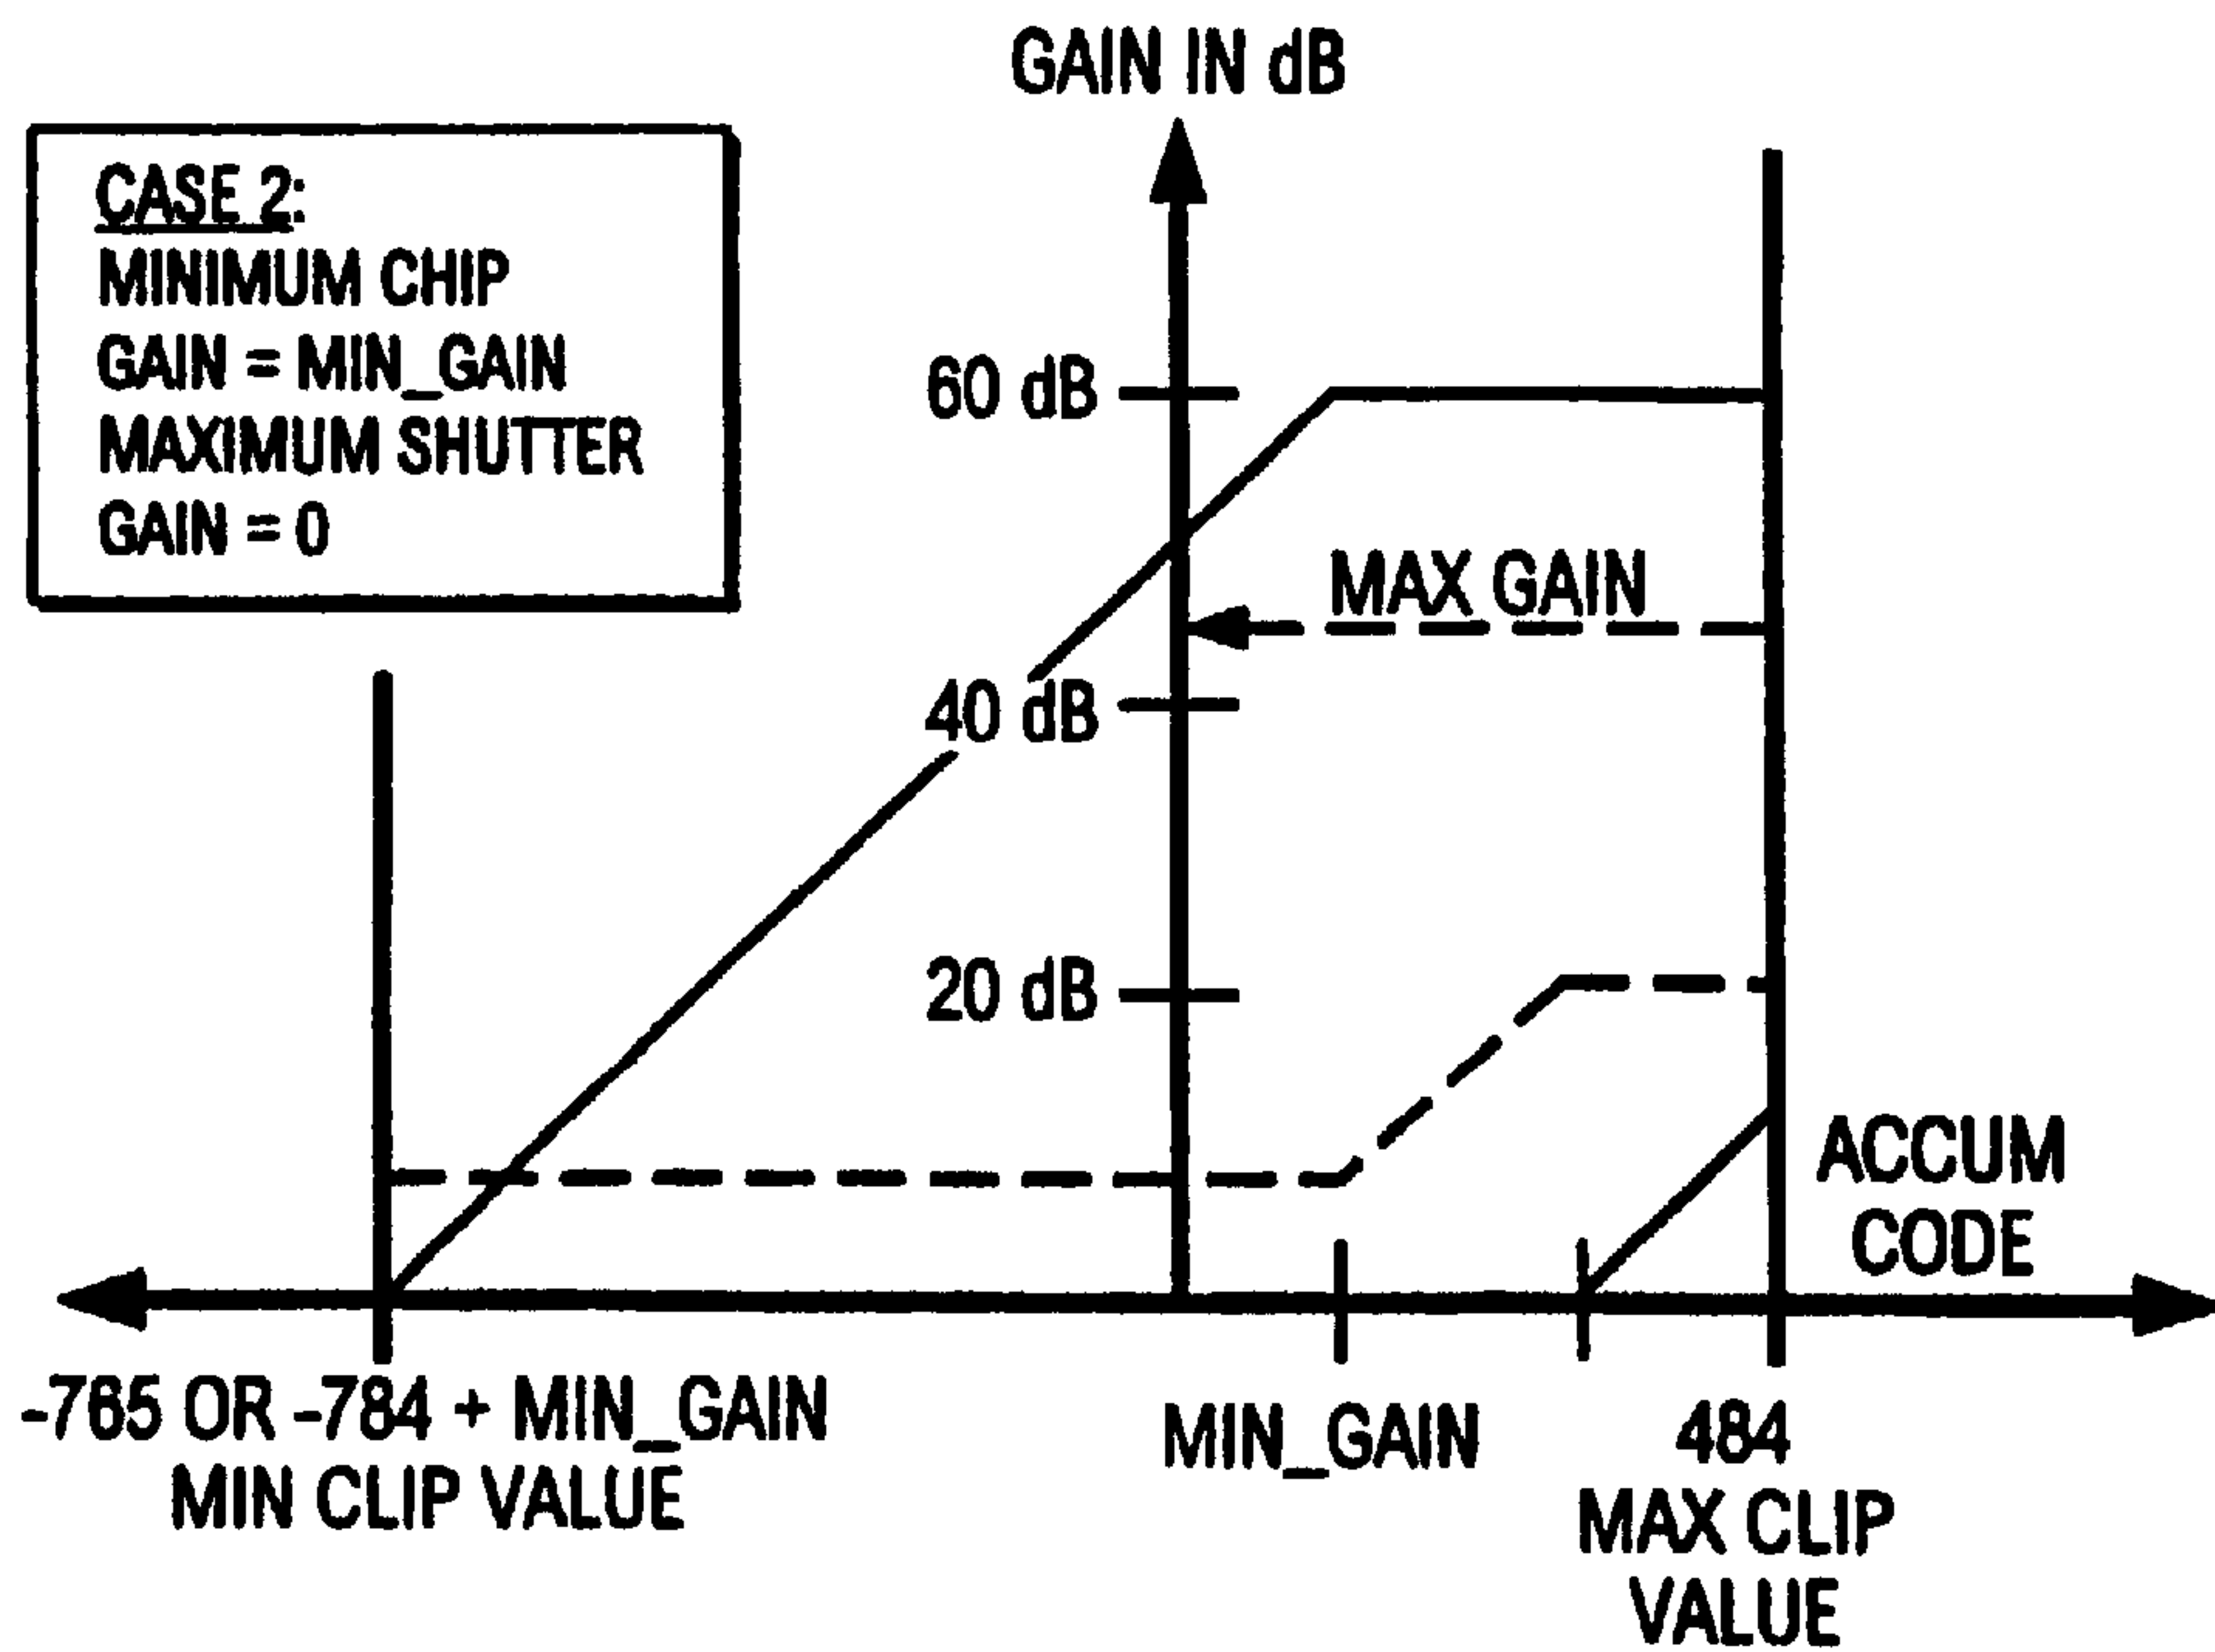 GAIN IN dB
CASE 2:
MINIMUM CHIP
GAIN = MIN_GAIN
MAXIMUM SHUTTER
GAIN = 0
60 dB
MAX GAIN
40 dB
20 dB
ACCUM
CODE
-765 OR -784 + MIN_GAIN
MIN CLIP VALUE
MIN_GAIN
484
MAX CLIP
VALUE